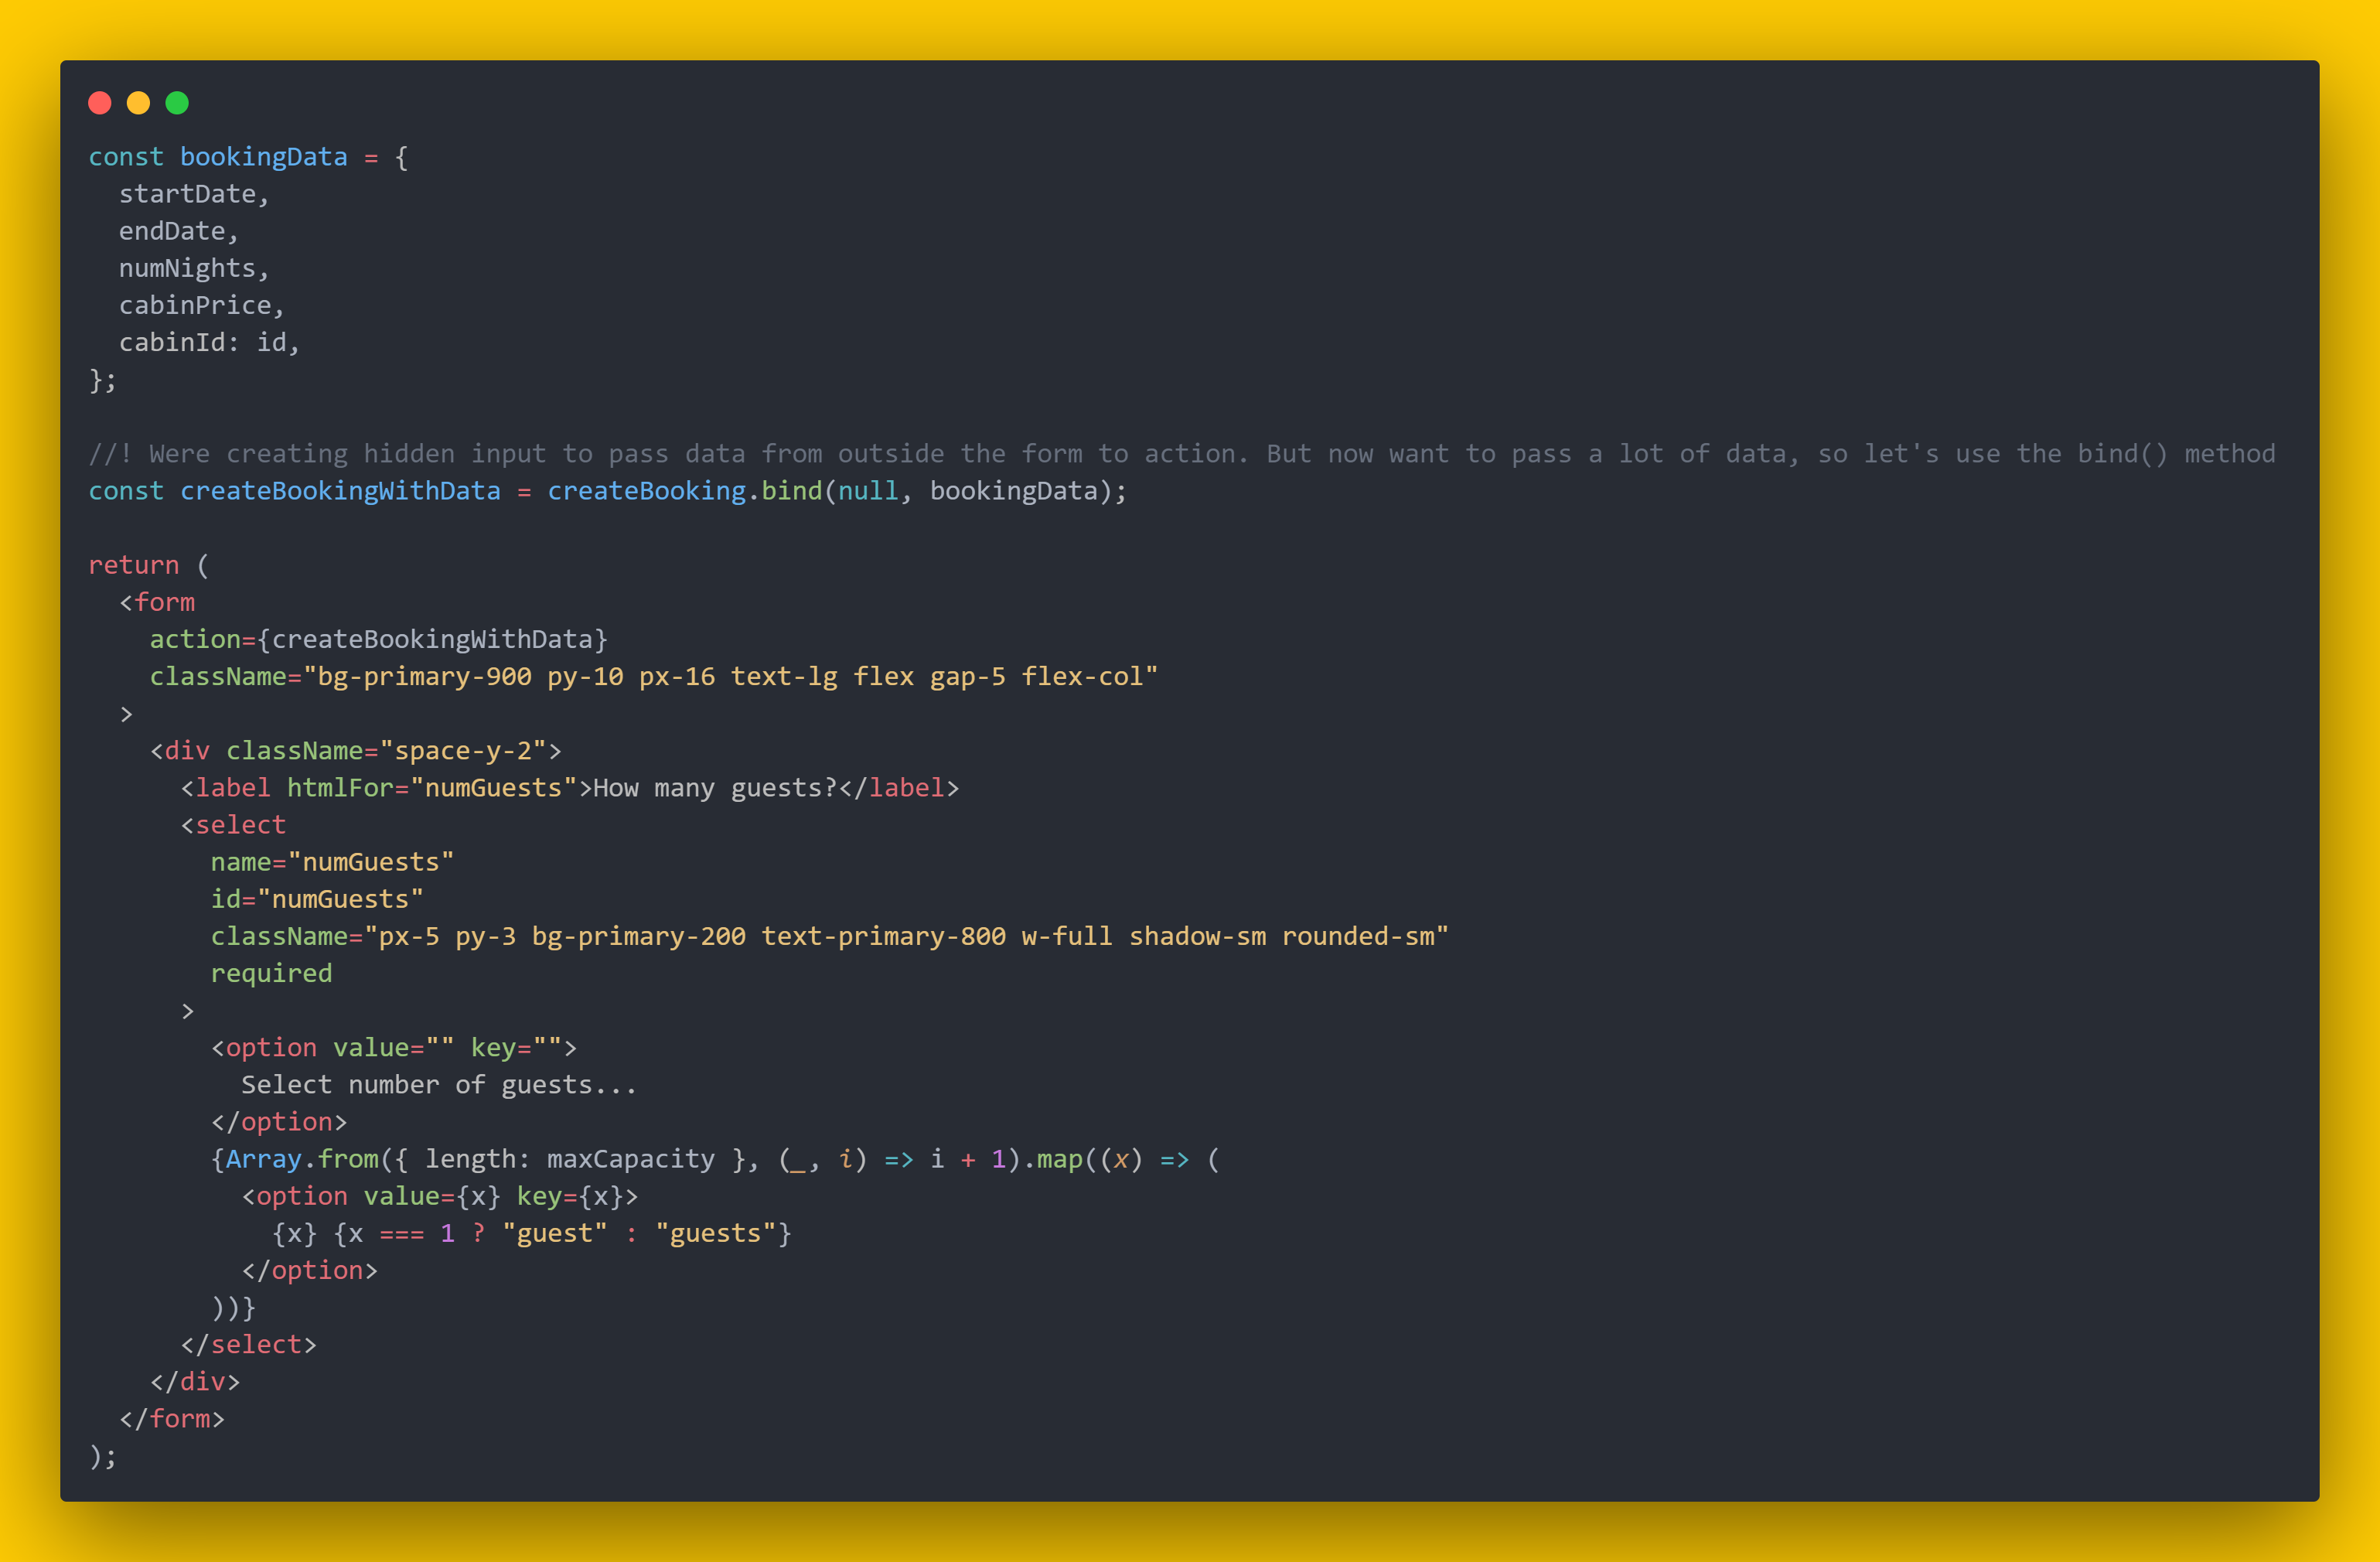 const bookingData = {
  startDate,
  endDate,
  numNights,
  cabinPrice,
  cabinId: id,
};

//! Were creating hidden input to pass data from outside the form to action. But now want to pass a lot of data, so let's use the bind() method
const createBookingWithData = createBooking.bind(null, bookingData);

return (
  <form
    action={createBookingWithData}
    className="bg-primary-900 py-10 px-16 text-lg flex gap-5 flex-col"
  >
    <div className="space-y-2">
      <label htmlFor="numGuests">How many guests?</label>
      <select
        name="numGuests"
        id="numGuests"
        className="px-5 py-3 bg-primary-200 text-primary-800 w-full shadow-sm rounded-sm"
        required
      >
        <option value="" key="">
          Select number of guests...
        </option>
        {Array.from({ length: maxCapacity }, (_, i) => i + 1).map((x) => (
          <option value={x} key={x}>
            {x} {x === 1 ? "guest" : "guests"}
          </option>
        ))}
      </select>
    </div>
  </form>
);